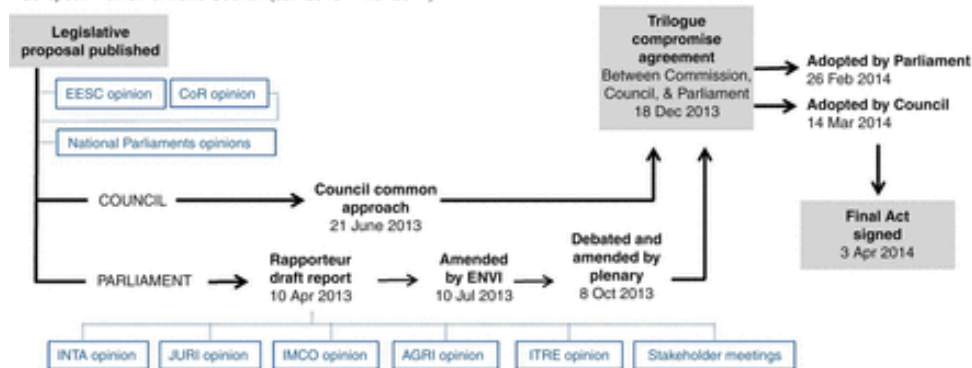 Legislative
proposal published
EESC opinion
CoR opinion
National Parliaments opinions
COUNCIL
Council common
approach
21 June 2013
PARLIAMENT
Rapporteur
draft report
10 Apr 2013
Amended
by ENVI
10 Jul 2013
Debated and
amended by
plenary
8 Oct 2013
INTA opinion
JURI opinion
IMCO opinion
AGRI opinion
ITRE opinion
Stakeholder meetings
Trilogue
compromise
agreement
Between Commission,
Council, & Parliament
18 Dec 2013
Adopted by Parliament
26 Feb 2014
Adopted by Council
14 Mar 2014
Final Act
signed
3 Apr 2014